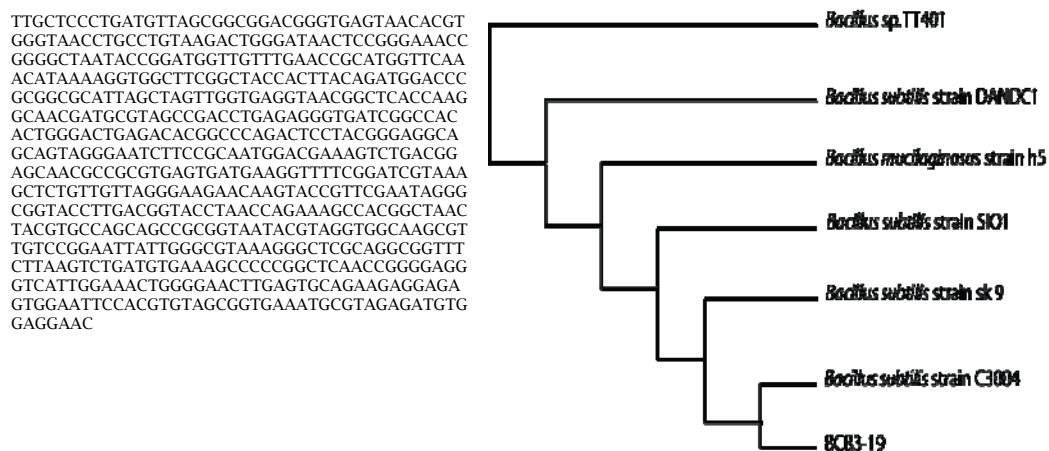 TTGCTCCCTGATGTTAGCGGCGGACGGGTGAGTAACACGT
GGGTAACCTGCCTGTAAGACTGGGATAACTCCGGGAAACC
GGGGCTAATACCGGATGGTTGTTTGAACCGCATGGTTCAA
ACATAAAAGGTGGCTTCGGCTACCACTTACAGATGGACCC
GCGGCGCATTAGCTAGTTGGTGAGGTAACGGCTCACCAAG
GCAACGATGCGTAGCCGACCTGAGAGGGTGATCGGCCAC
ACTGGGACTGAGACACGGCCCAGACTCCTACGGGAGGCA
GCAGTAGGGAATCTTCCGCAATGGACGAAAGTCTGACGG
AGCAACGCCGCGTGAGTGATGAAGGTTTTCGGATCGTAAA
GCTCTGTTGTTAGGGAAGAACAAGTACCGTTCGAATAGGG
CGGTACCTTGACGGTACCTAACCAGAAAGCCACGGCTAAC
TACGTGCCAGCAGCCGCGGTAATACGTAGGTGGCAAGCGT
TGTCCGGAATTATTGGGCGTAAAGGGCTCGCAGGCGGTTT
CTTAAGTCTGATGTGAAAGCCCCCGGCTCAACCGGGGAGG
GTCATTGGAAACTGGGGAACTTGAGTGCAGAAGAGGAGA
GTGGAATTCCACGTGTAGCGGTGAAATGCGTAGAGATGTG
GAGGAAC
Bacillus sp.TT401
Bacillus subtilis strain DANDC1
Bacillus mucilaginosus strain h5
Bacillus subtilis strain SIO1
Bacillus subtilis strain sk 9
Bacillus subtilis strain C3004
BCB3-19